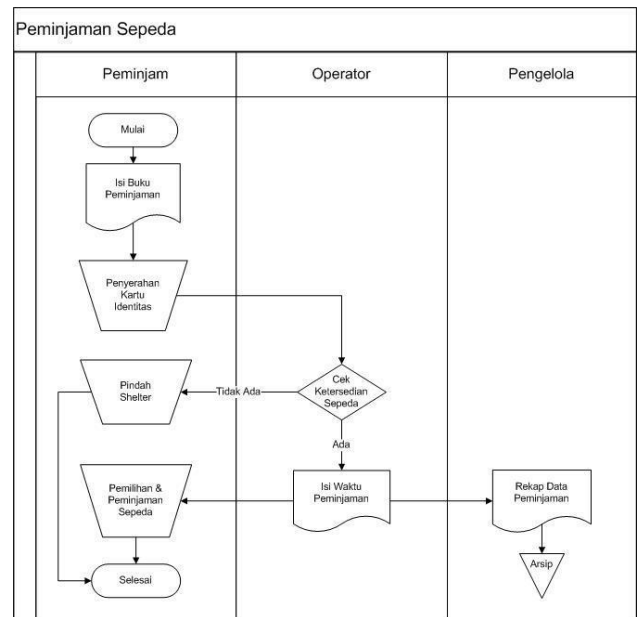 Peminjaman Sepeda
Peminjam
Operator
Pengelola
Mulai
Isi Buku
Peminjaman
Penyerahan
Kartu
Identitas
Cek
Ketersedian
Sepeda
Tidak Ada
Pindah
Shelter
Ada
Isi Waktu
Peminjaman
Pemilihan &
Peminjaman
Sepeda
Rekap Data
Peminjaman
Arsip
Selesai